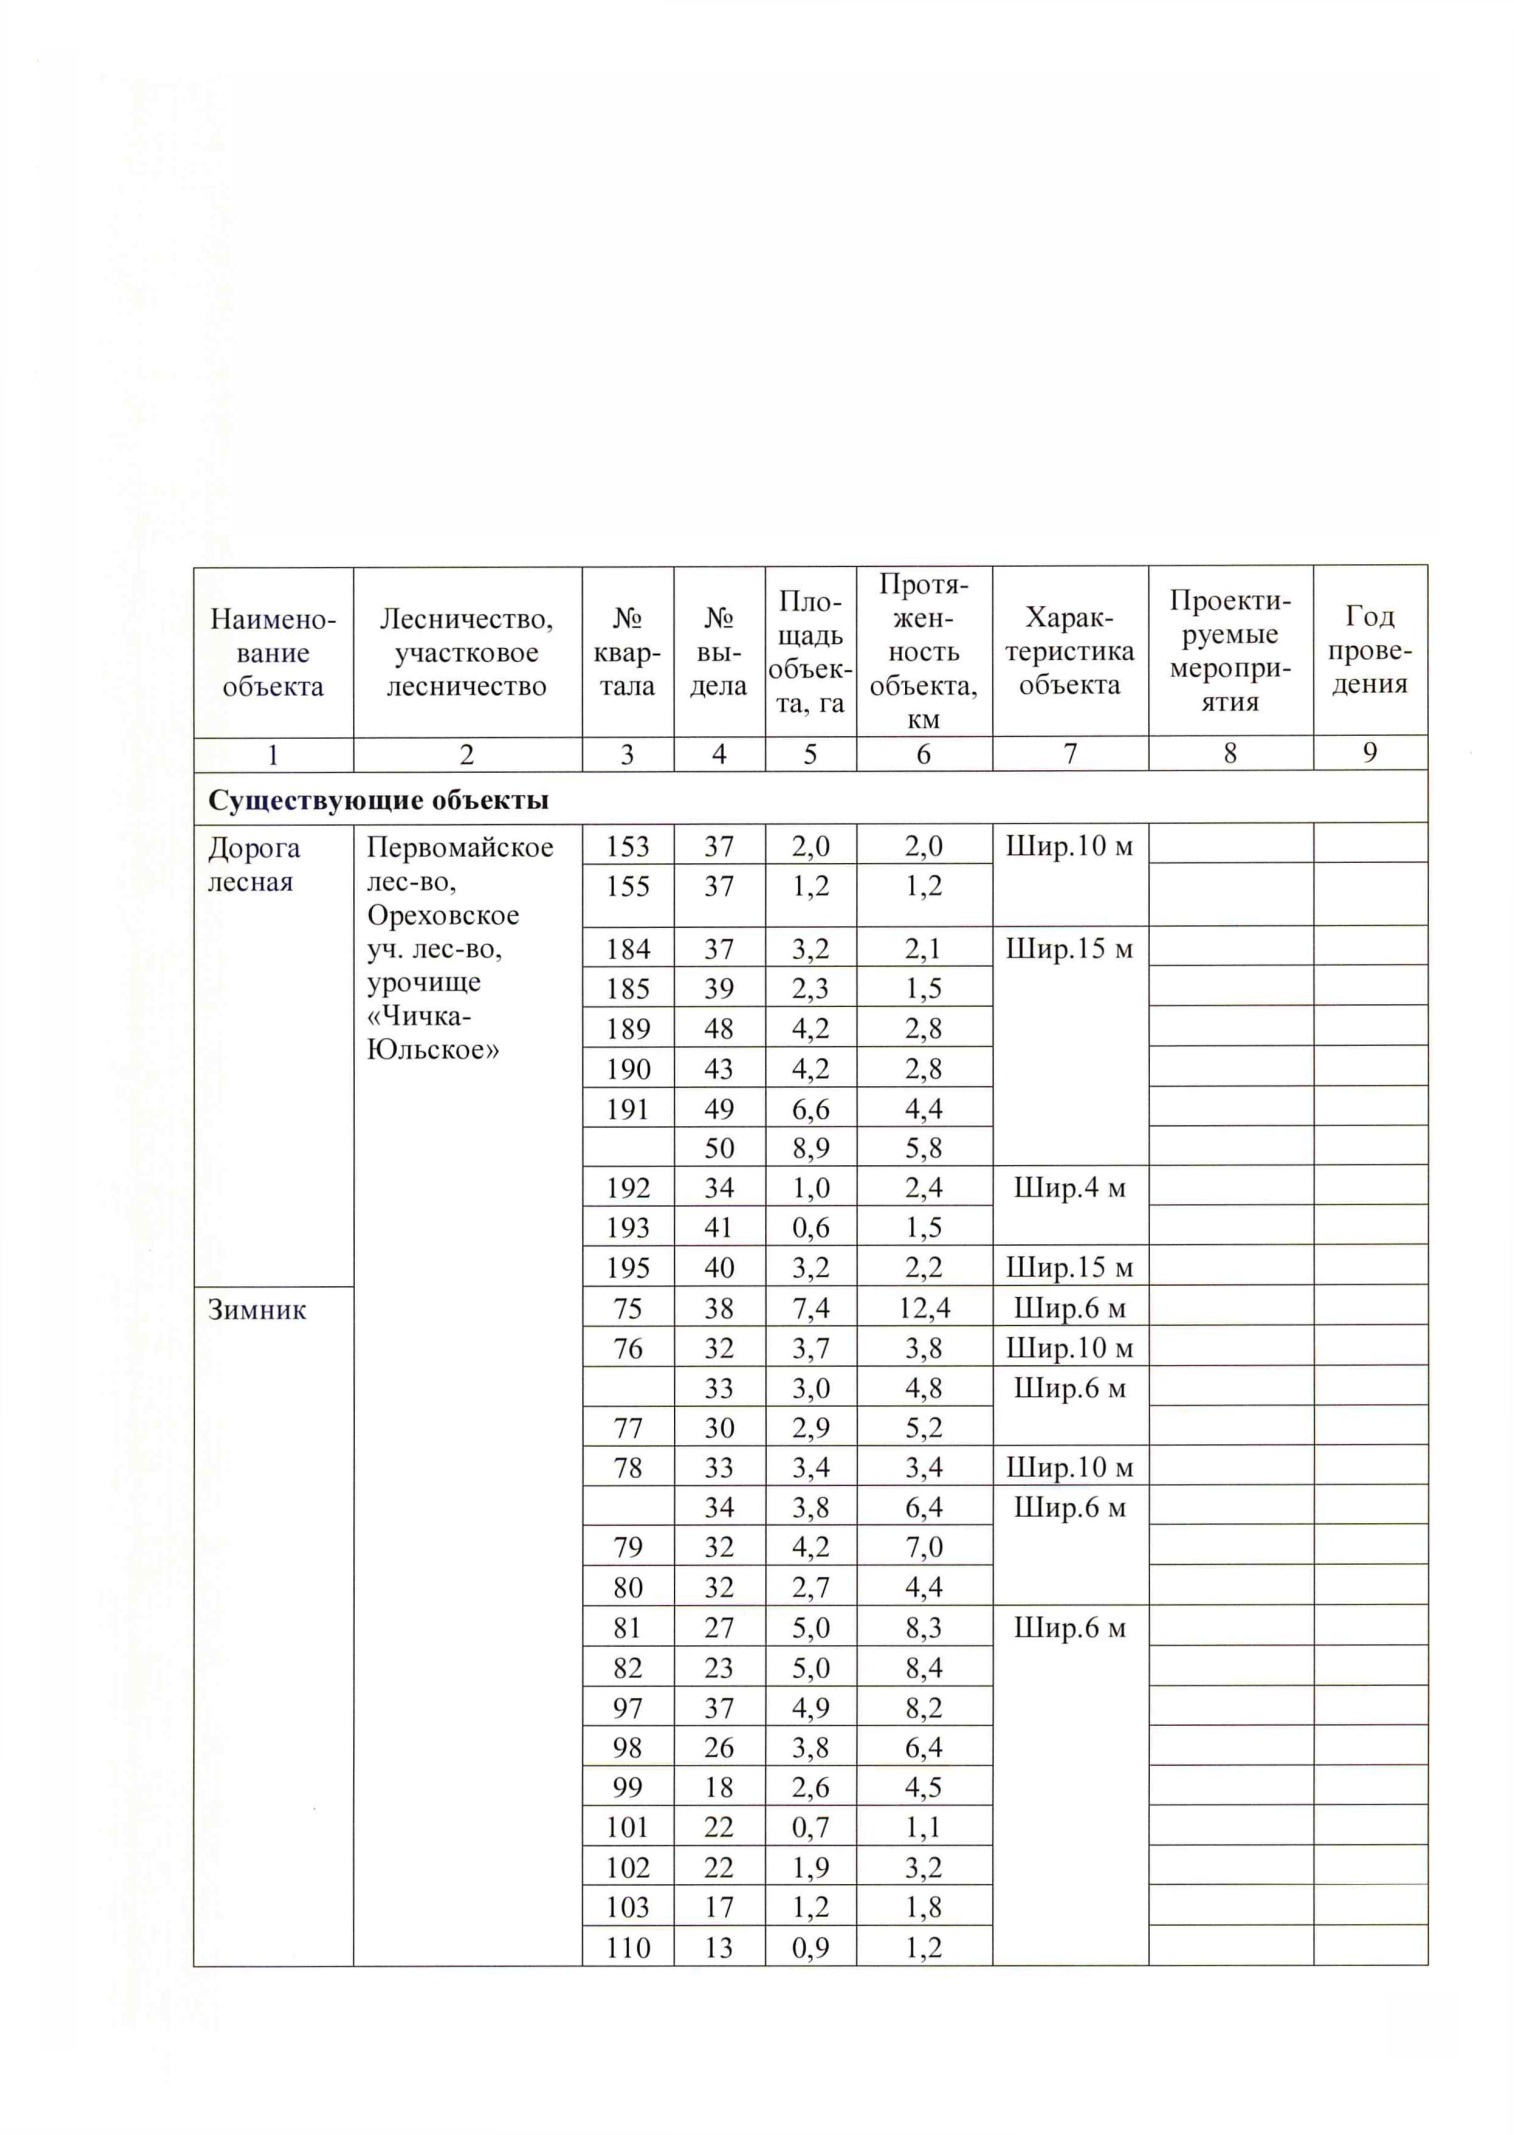 Наимено-
вание
объекта
Лесничество,
участковое
лесничество
№
квар-
тала
№
вы-
дела
Пло-
щадь
объек-
та, га
Протя-
жен-
ность
объекта,
км
Харак-
теристика
объекта
Проекти-
руемые
меропри-
ятия
Год
прове-
дения
1 2 3 4 5 6 7 8 9
Существующие объекты
Дорога
лесная
Первомайское
лес-во,
Ореховское
уч. лес-во,
урочище
«Чичка-
Юльское»
153 37 2,0 2,0 Шир.10 м
155 37 1,2 1,2
184 37 3,2 2,1 Шир.15 м
185 39 2,3 1,5
189 48 4,2 2,8
190 43 4,2 2,8
191 49 6,6 4,4
50 8,9 5,8
192 34 1,0 2,4 Шир.4 м
193 41 0,6 1,5
195 40 3,2 2,2 Шир.15 м
Зимник 75 38 7,4 12,4 Шир.6 м
76 32 3,7 3,8 Шир.10 м
33 3,0 4,8 Шир.6 м
77 30 2,9 5,2
78 33 3,4 3,4 Шир.10 м
34 3,8 6,4 Шир.6 м
79 32 4,2 7,0
80 32 2,7 4,4
81 27 5,0 8,3 Шир.6 м
82 23 5,0 8,4
97 37 4,9 8,2
98 26 3,8 6,4
99 18 2,6 4,5
101 22 0,7 1,1
102 22 1,9 3,2
103 17 1,2 1,8
110 13 0,9 1,2